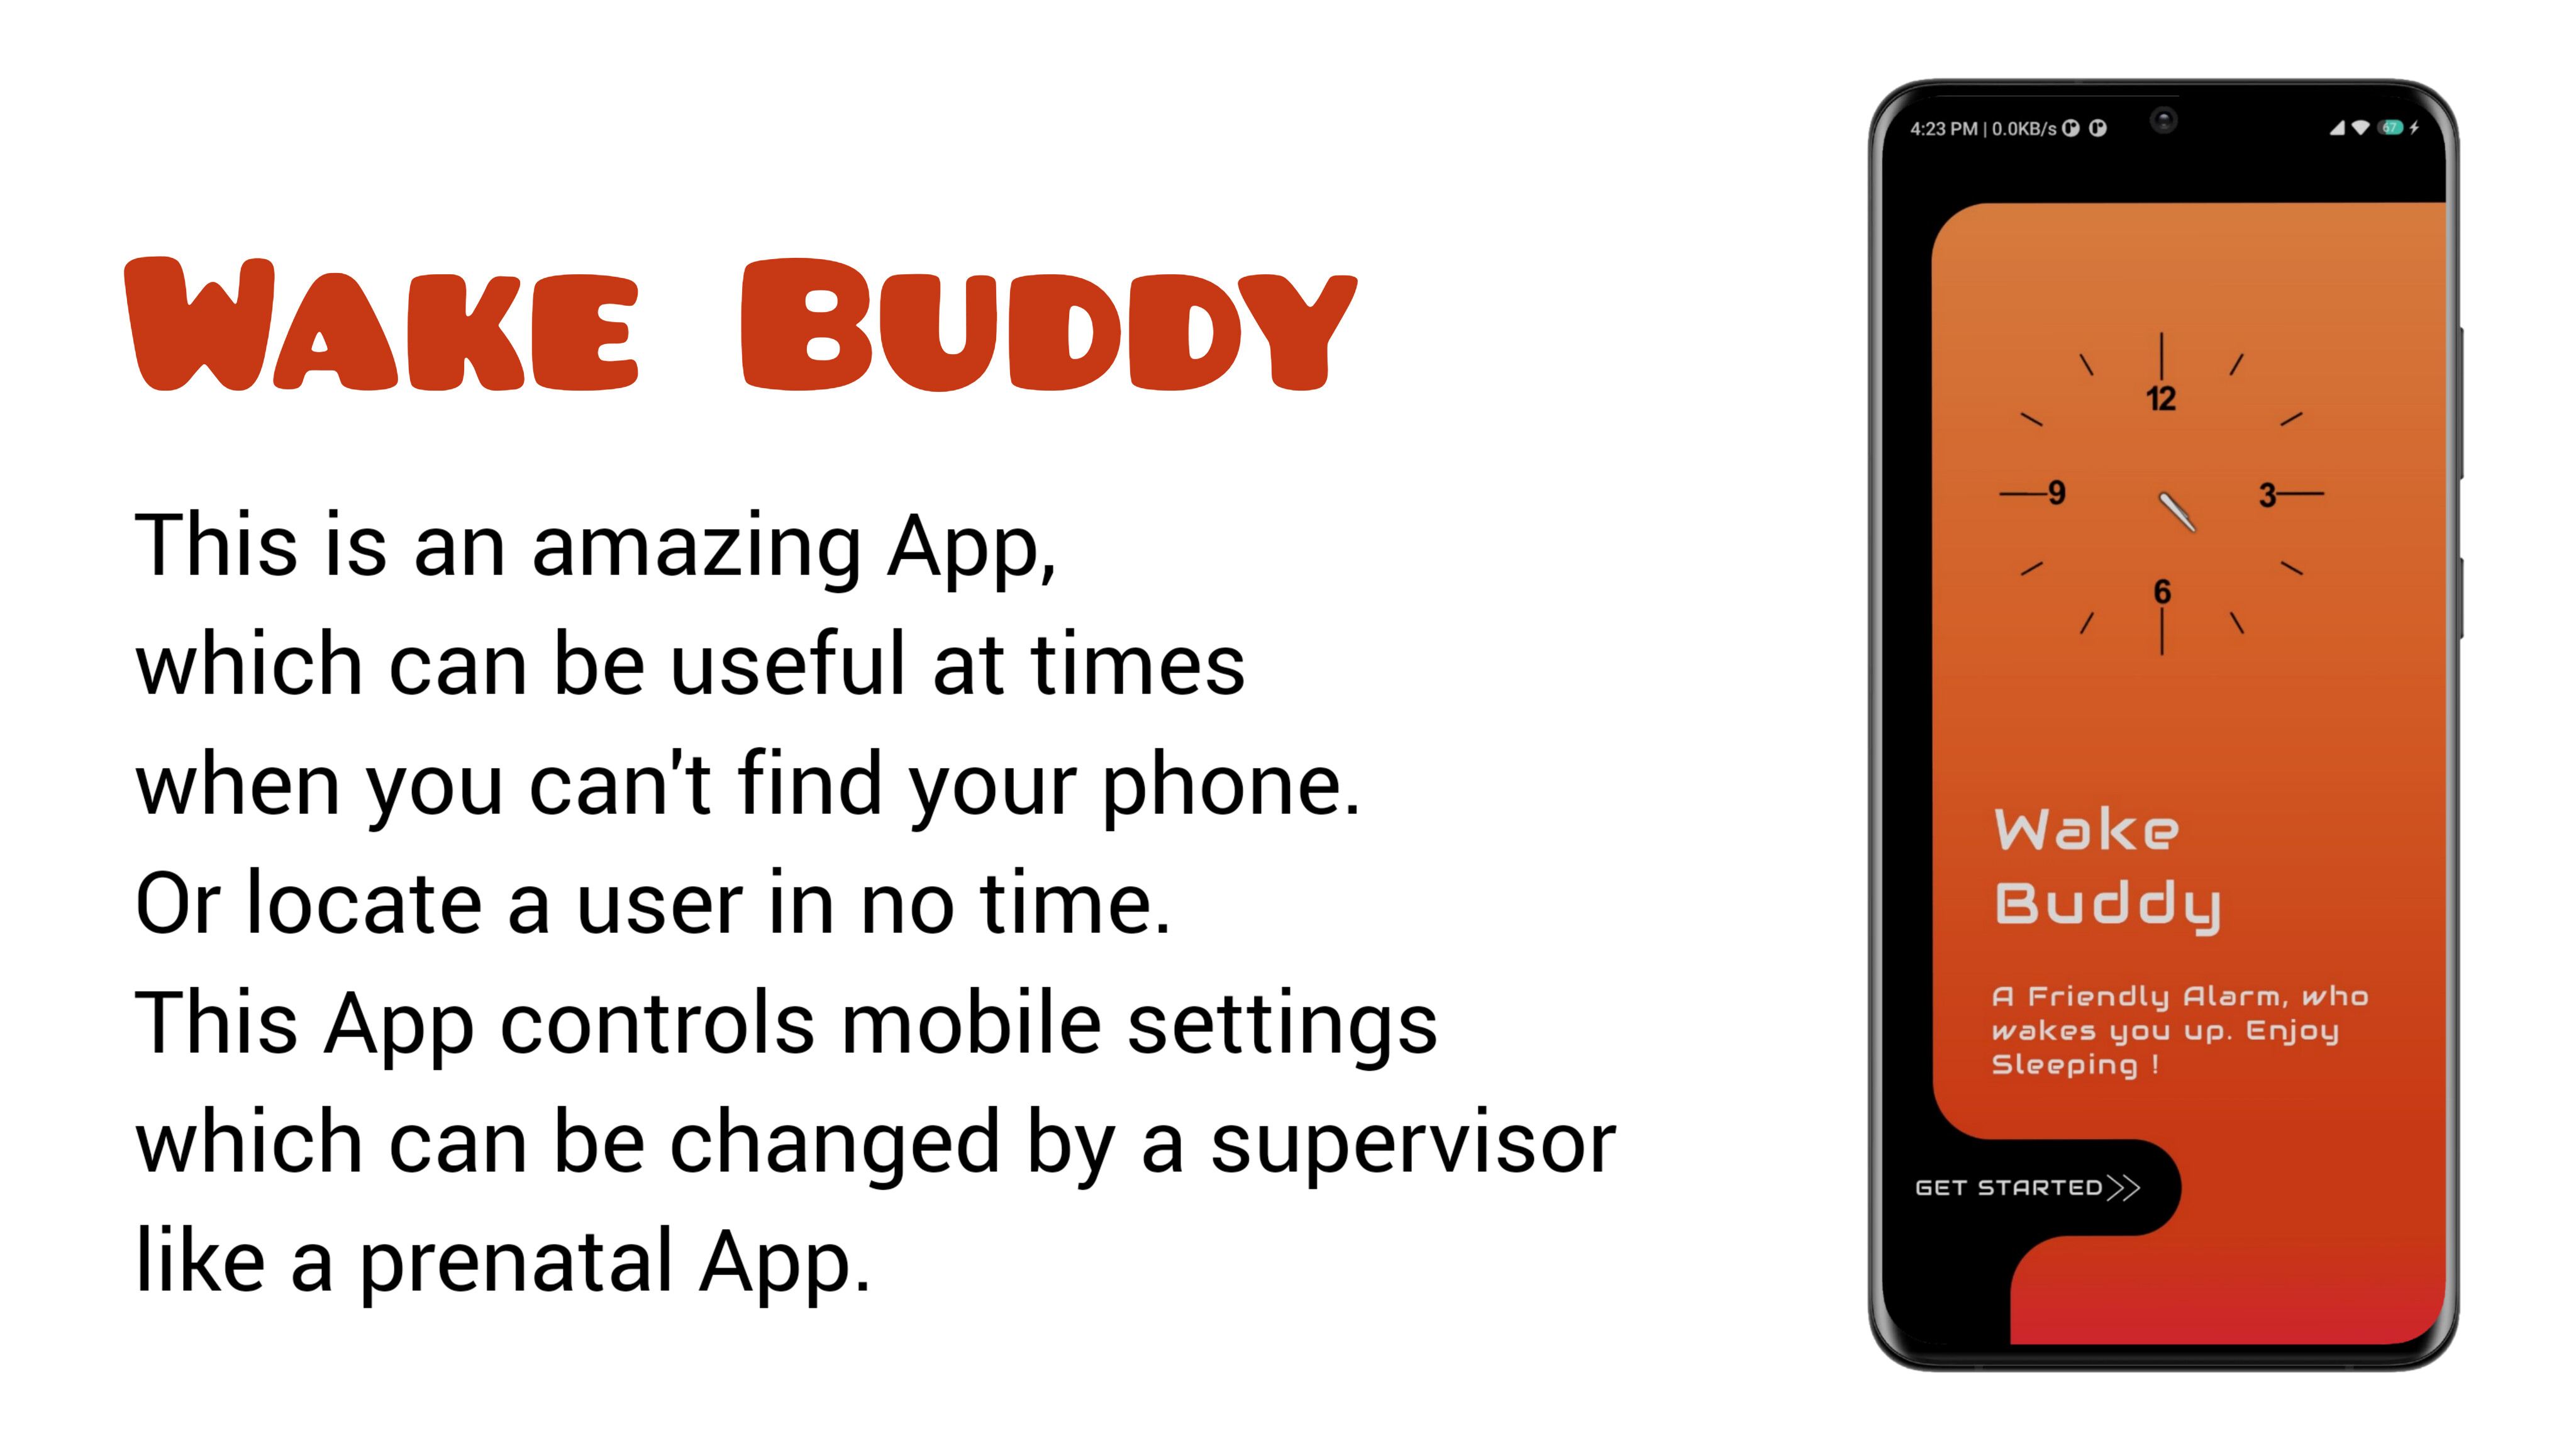 Wake Buddy
This is an amazing App,
which can be useful at times
when you can't find your phone.
Or locate a user in no time.
This App controls mobile settings
which can be changed by a supervisor
like a prenatal App.
4:23 PM | 0.0KB/s
67
12
9
3
6
Wake
Buddy
A Friendly Alarm, who
wakes you up. Enjoy
Sleeping !
GET STARTED